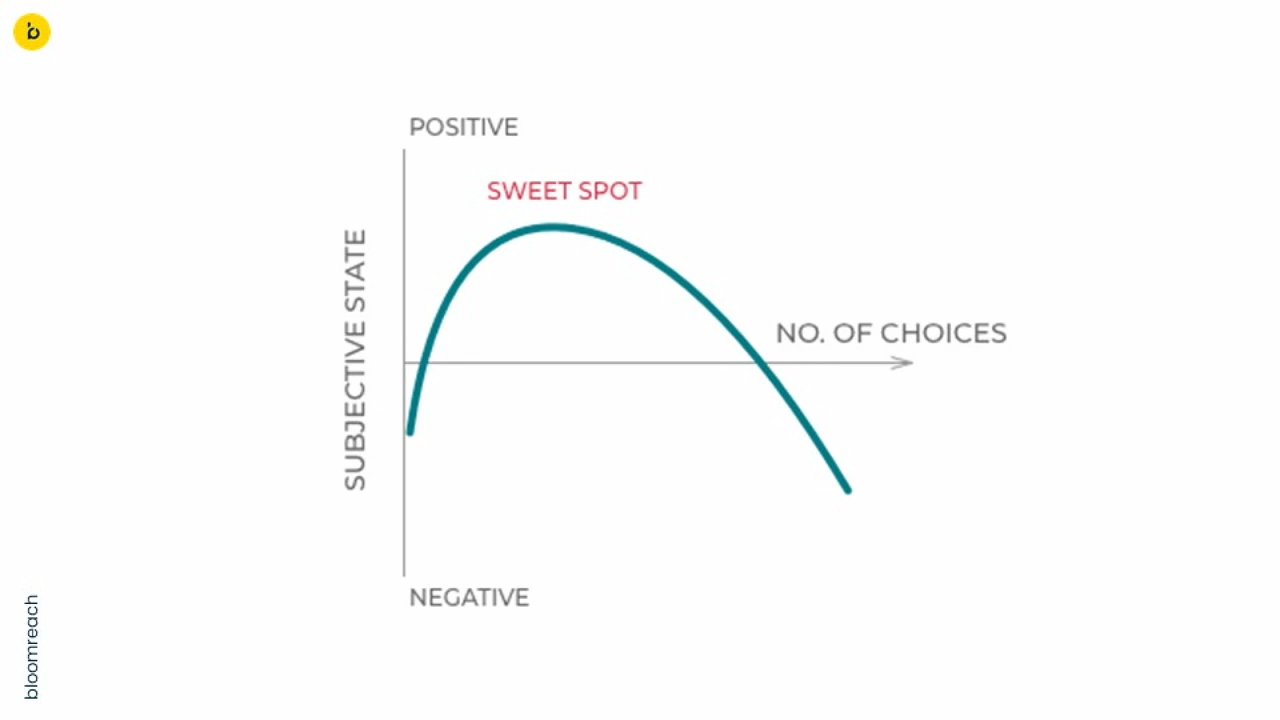 POSITIVE
SWEET SPOT
SUBJECTIVE STATE
NO. OF CHOICES
NEGATIVE
bloomreach